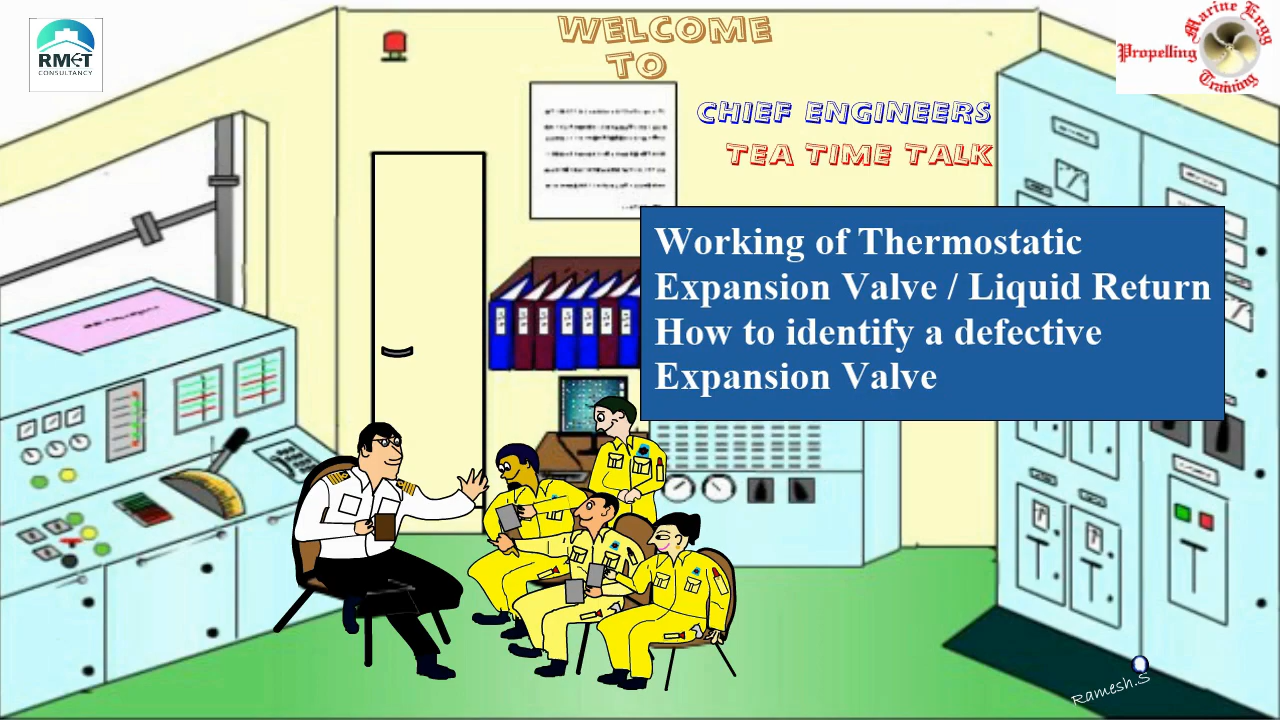 RMET
CONSULTANCY
WELCOME
TO
Propelling Marine Engg
Training
CHIEF ENGINEERS
TEA TIME TALK
Working of Thermostatic
Expansion Valve / Liquid Return
How to identify a defective
Expansion Valve
Ramesh.S